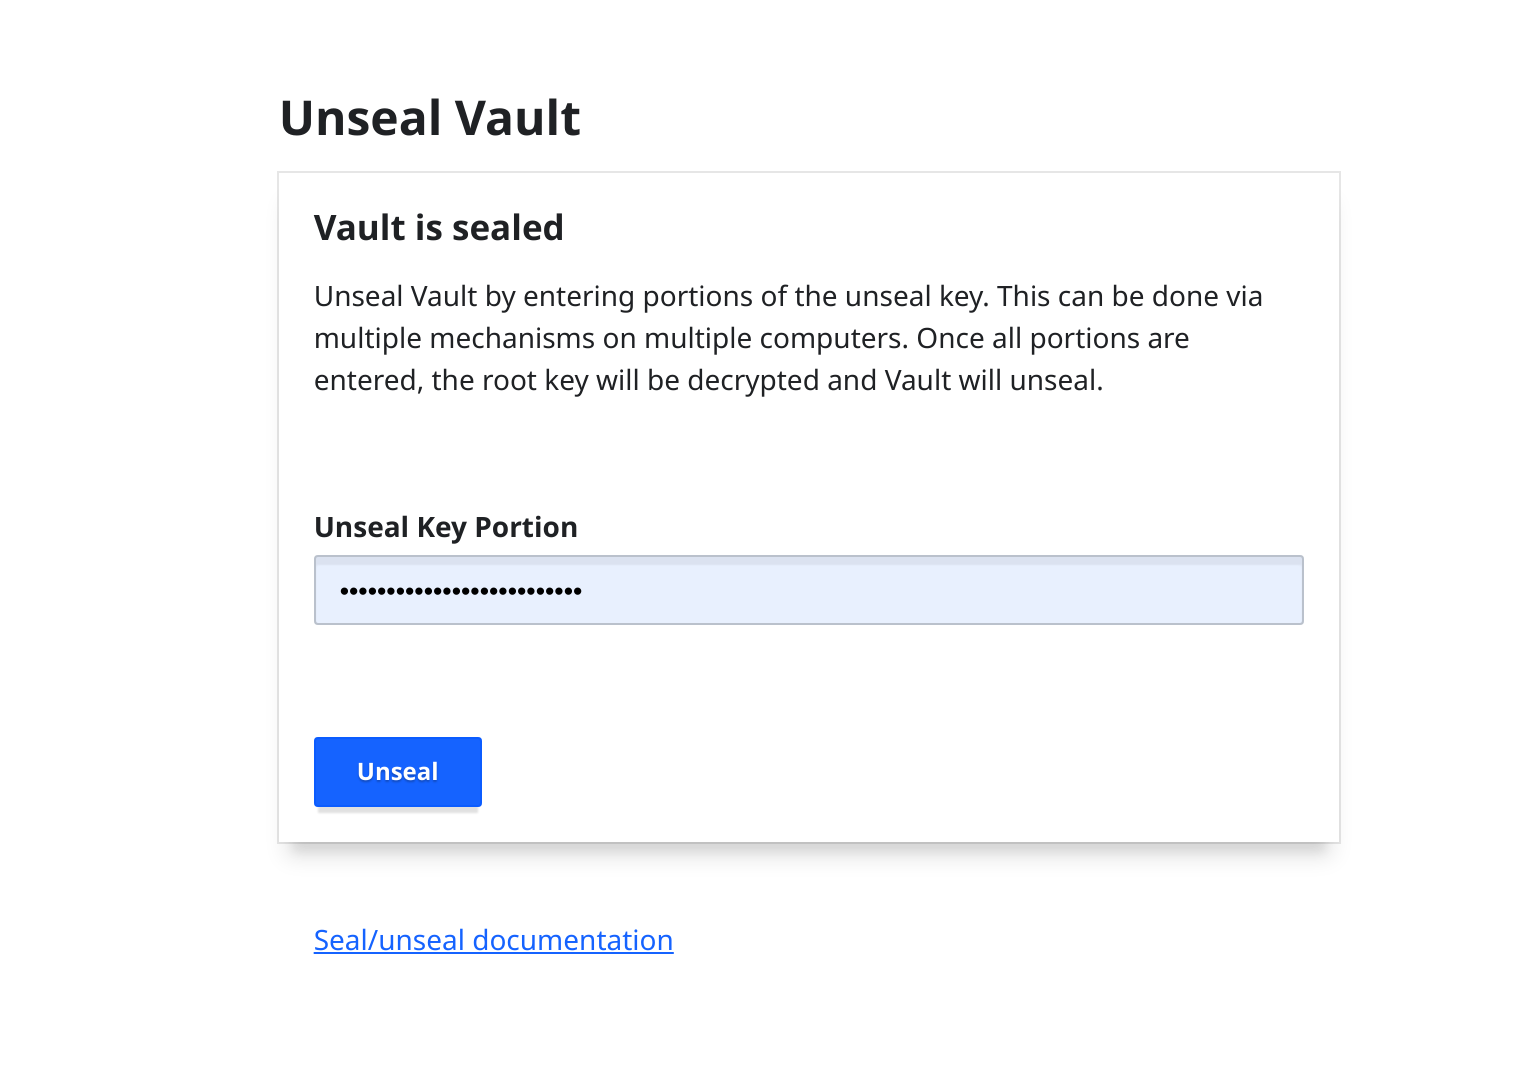 Unseal Vault
Vault is sealed
Unseal Vault by entering portions of the unseal key. This can be done via
multiple mechanisms on multiple computers. Once all portions are
entered, the root key will be decrypted and Vault will unseal.
Unseal Key Portion
••••••••••••••••••••••••••
Unseal
Seal/unseal documentation